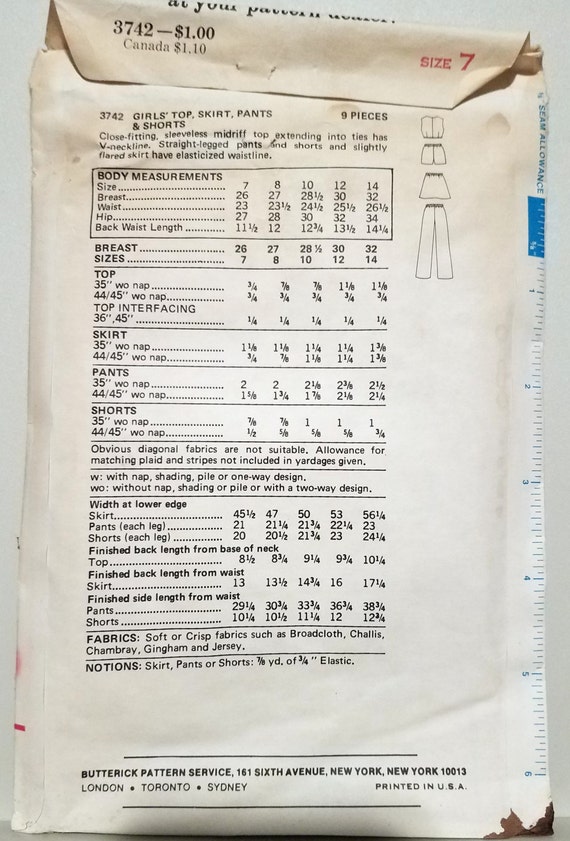 at your pattern dealer.
3742—$1.00
Canada $1.10
SIZE 7
3742 GIRLS' TOP, SKIRT, PANTS & SHORTS 9 PIECES
Close-fitting, sleeveless midriff top extending into ties has
V-neckline. Straight-legged pants and shorts and slightly
flared skirt have elasticized waistline.
BODY MEASUREMENTS
Size 7 8 10 12 14
Breast 26 27 28½ 30 32
Waist 23 23½ 24½ 25½ 26½
Hip 27 28 30 32 34
Back Waist Length 11½ 12 12¾ 13½ 14¼
BREAST 26 27 28½ 30 32
SIZES 7 8 10 12 14
TOP
35" wo nap ¾ ⅞ ⅞ 1⅛ 1⅛
44/45" wo nap ¾ ¾ ¾ ¾ ¾
TOP INTERFACING
36",45" ¼ ¼ ¼ ¼ ¼
SKIRT
35" wo nap 1⅛ 1⅛ 1¼ 1¼ 1⅜
44/45" wo nap ¾ ⅞ 1⅛ 1¼ 1⅜
PANTS
35" wo nap 2 2 2⅛ 2⅜ 2½
44/45" wo nap 1⅝ 1¾ 1⅞ 2⅛ 2¼
SHORTS
35" wo nap ⅞ ⅞ 1 1 1
44/45" wo nap ½ ⅝ ⅝ ⅝ ¾
Obvious diagonal fabrics are not suitable. Allowance for
matching plaid and stripes not included in yardages given.
w: with nap, shading, pile or one-way design.
wo: without nap, shading or pile or with a two-way design.
Width at lower edge
Skirt 45½ 47 50 53 56¼
Pants (each leg) 21 21¼ 21¾ 22¼ 23
Shorts (each leg) 20 20½ 21¾ 23 24¼
Finished back length from base of neck
Top 8½ 8¾ 9¼ 9¾ 10¼
Finished back length from waist
Skirt 13 13½ 14¾ 16 17¼
Finished side length from waist
Pants 29¼ 30¾ 33¾ 36¾ 38¾
Shorts 10¼ 10½ 11¼ 12 12¾
FABRICS: Soft or Crisp fabrics such as Broadcloth, Challis,
Chambray, Gingham and Jersey.
NOTIONS: Skirt, Pants or Shorts: ⅞ yd. of ¾" Elastic.
BUTTERICK PATTERN SERVICE, 161 SIXTH AVENUE, NEW YORK, NEW YORK 10013
LONDON • TORONTO • SYDNEY PRINTED IN U.S.A.
⅝ SEAM ALLOWANCE
⅝
1
2
3
4
5
6